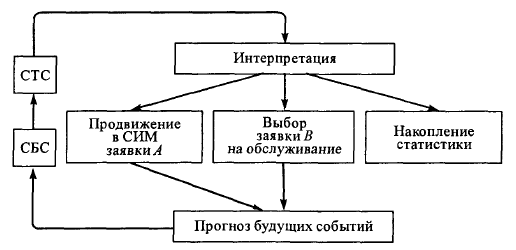 Интерпретация
СТС
СБС
Продвижение
в СИМ
заявки A
Выбор
заявки B
на обслуживание
Накопление
статистики
Прогноз будущих событий